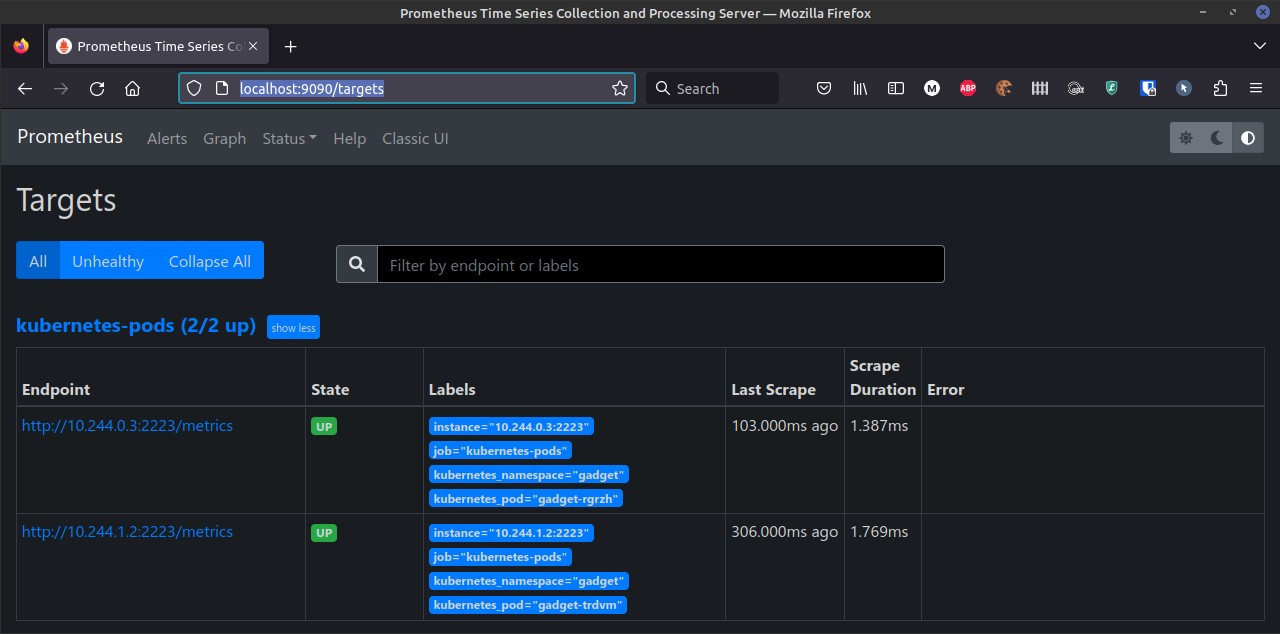 Prometheus Time Series Collection and Processing Server — Mozilla Firefox
Prometheus Time Series Co
localhost:9090/targets
Search
M
ABP
Prometheus
Alerts
Graph
Status
Help
Classic UI
Targets
All
Unhealthy
Collapse All
Filter by endpoint or labels
kubernetes-pods (2/2 up)
show less
Endpoint
State
Labels
Last Scrape
Scrape
Duration
Error
http://10.244.0.3:2223/metrics
UP
instance="10.244.0.3:2223"
job="kubernetes-pods"
kubernetes_namespace="gadget"
kubernetes_pod="gadget-rgrzh"
103.000ms ago
1.387ms
http://10.244.1.2:2223/metrics
UP
instance="10.244.1.2:2223"
job="kubernetes-pods"
kubernetes_namespace="gadget"
kubernetes_pod="gadget-trdvm"
306.000ms ago
1.769ms